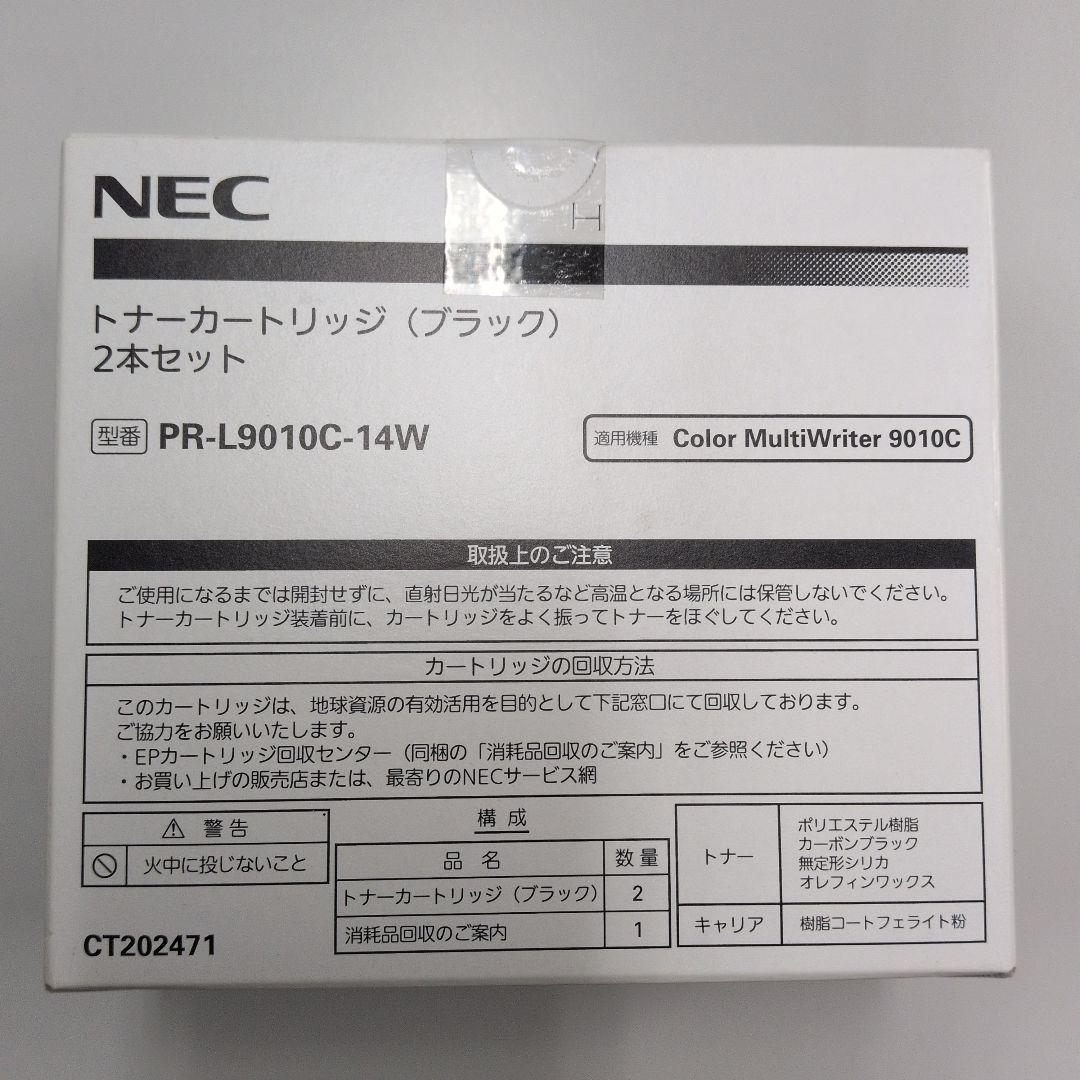 NEC
H
トナーカートリッジ（ブラック）
2本セット
型番 PR-L9010C-14W
適用機種 Color MultiWriter 9010C
取扱上のご注意
ご使用になるまでは開封せずに、直射日光が当たるなど高温となる場所には保管しないでください。
トナーカートリッジ装着前に、カートリッジをよく振ってトナーをほぐしてください。
カートリッジの回収方法
このカートリッジは、地球資源の有効活用を目的として下記窓口にて回収しております。
ご協力をお願いいたします。
・EPカートリッジ回収センター（同梱の「消耗品回収のご案内」をご参照ください）
・お買い上げの販売店または、最寄りのNECサービス網
警告
火中に投じないこと
CT202471
構成
品名 数量
トナーカートリッジ（ブラック） 2
消耗品回収のご案内 1
トナー
ポリエステル樹脂
カーボンブラック
無定形シリカ
オレフィンワックス
キャリア 樹脂コートフェライト粉